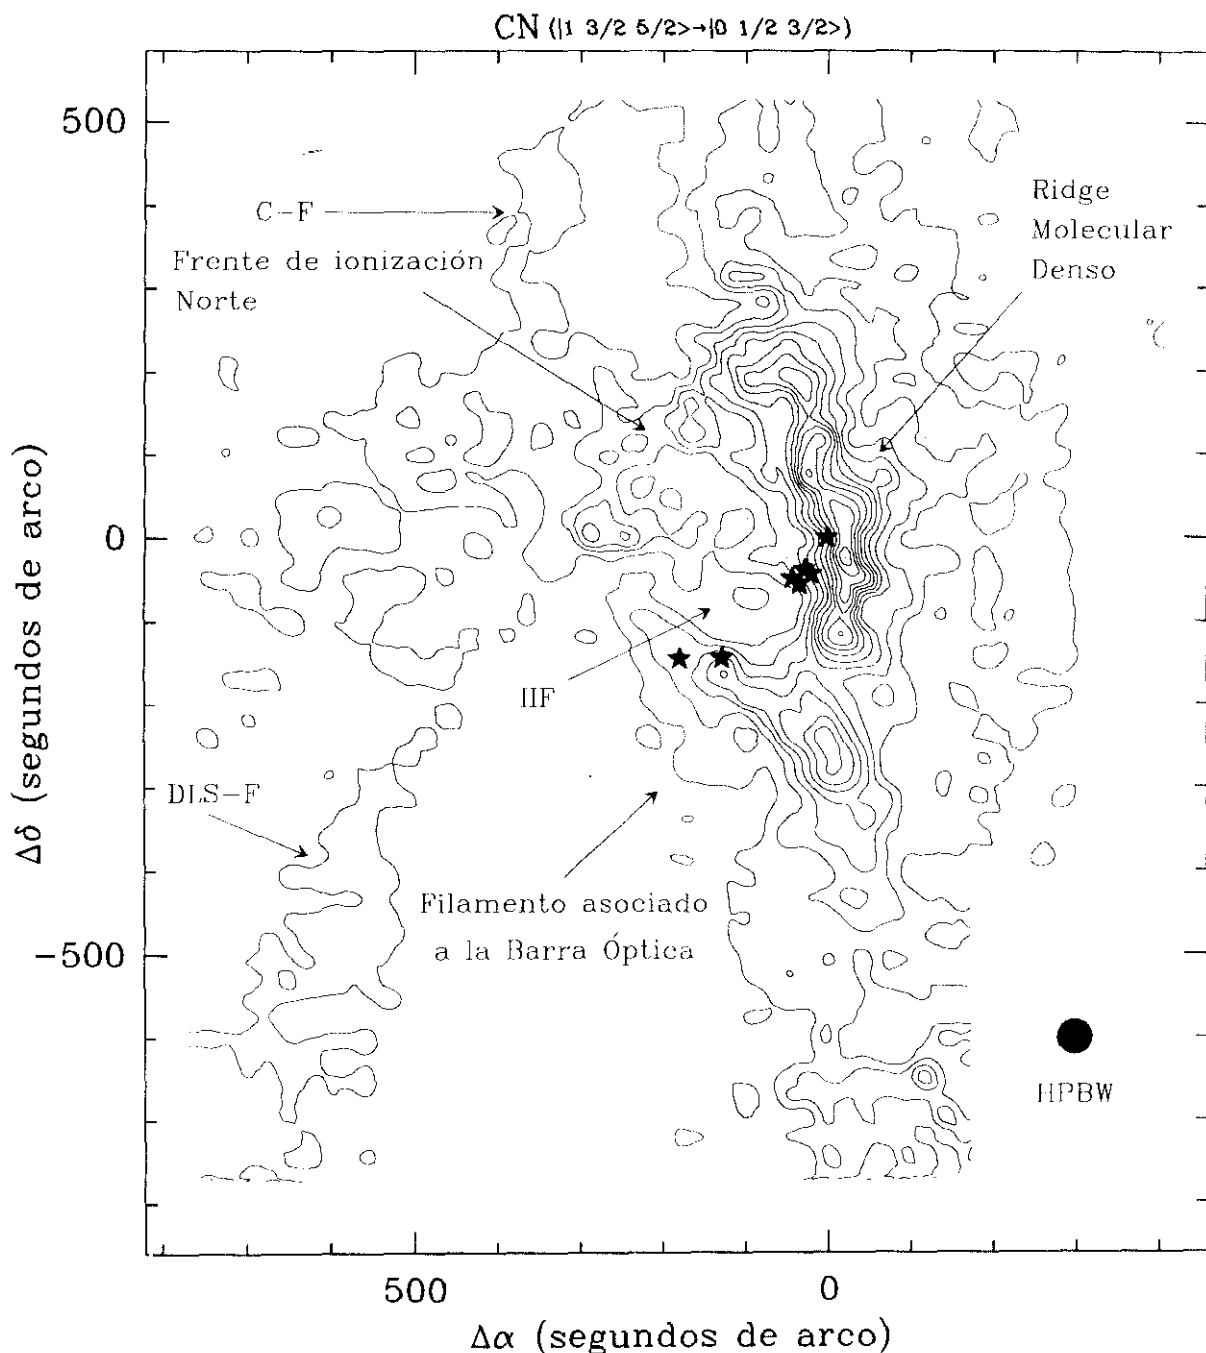 CN (|1 3/2 5/2>→|0 1/2 3/2>)
500
C-F
Frente de ionización
Norte
Ridge
Molecular
Denso
0
HF
DLS-F
Filamento asociado
a la Barra Óptica
-500
HPBW
500
0
Δα (segundos de arco)
Δδ (segundos de arco)